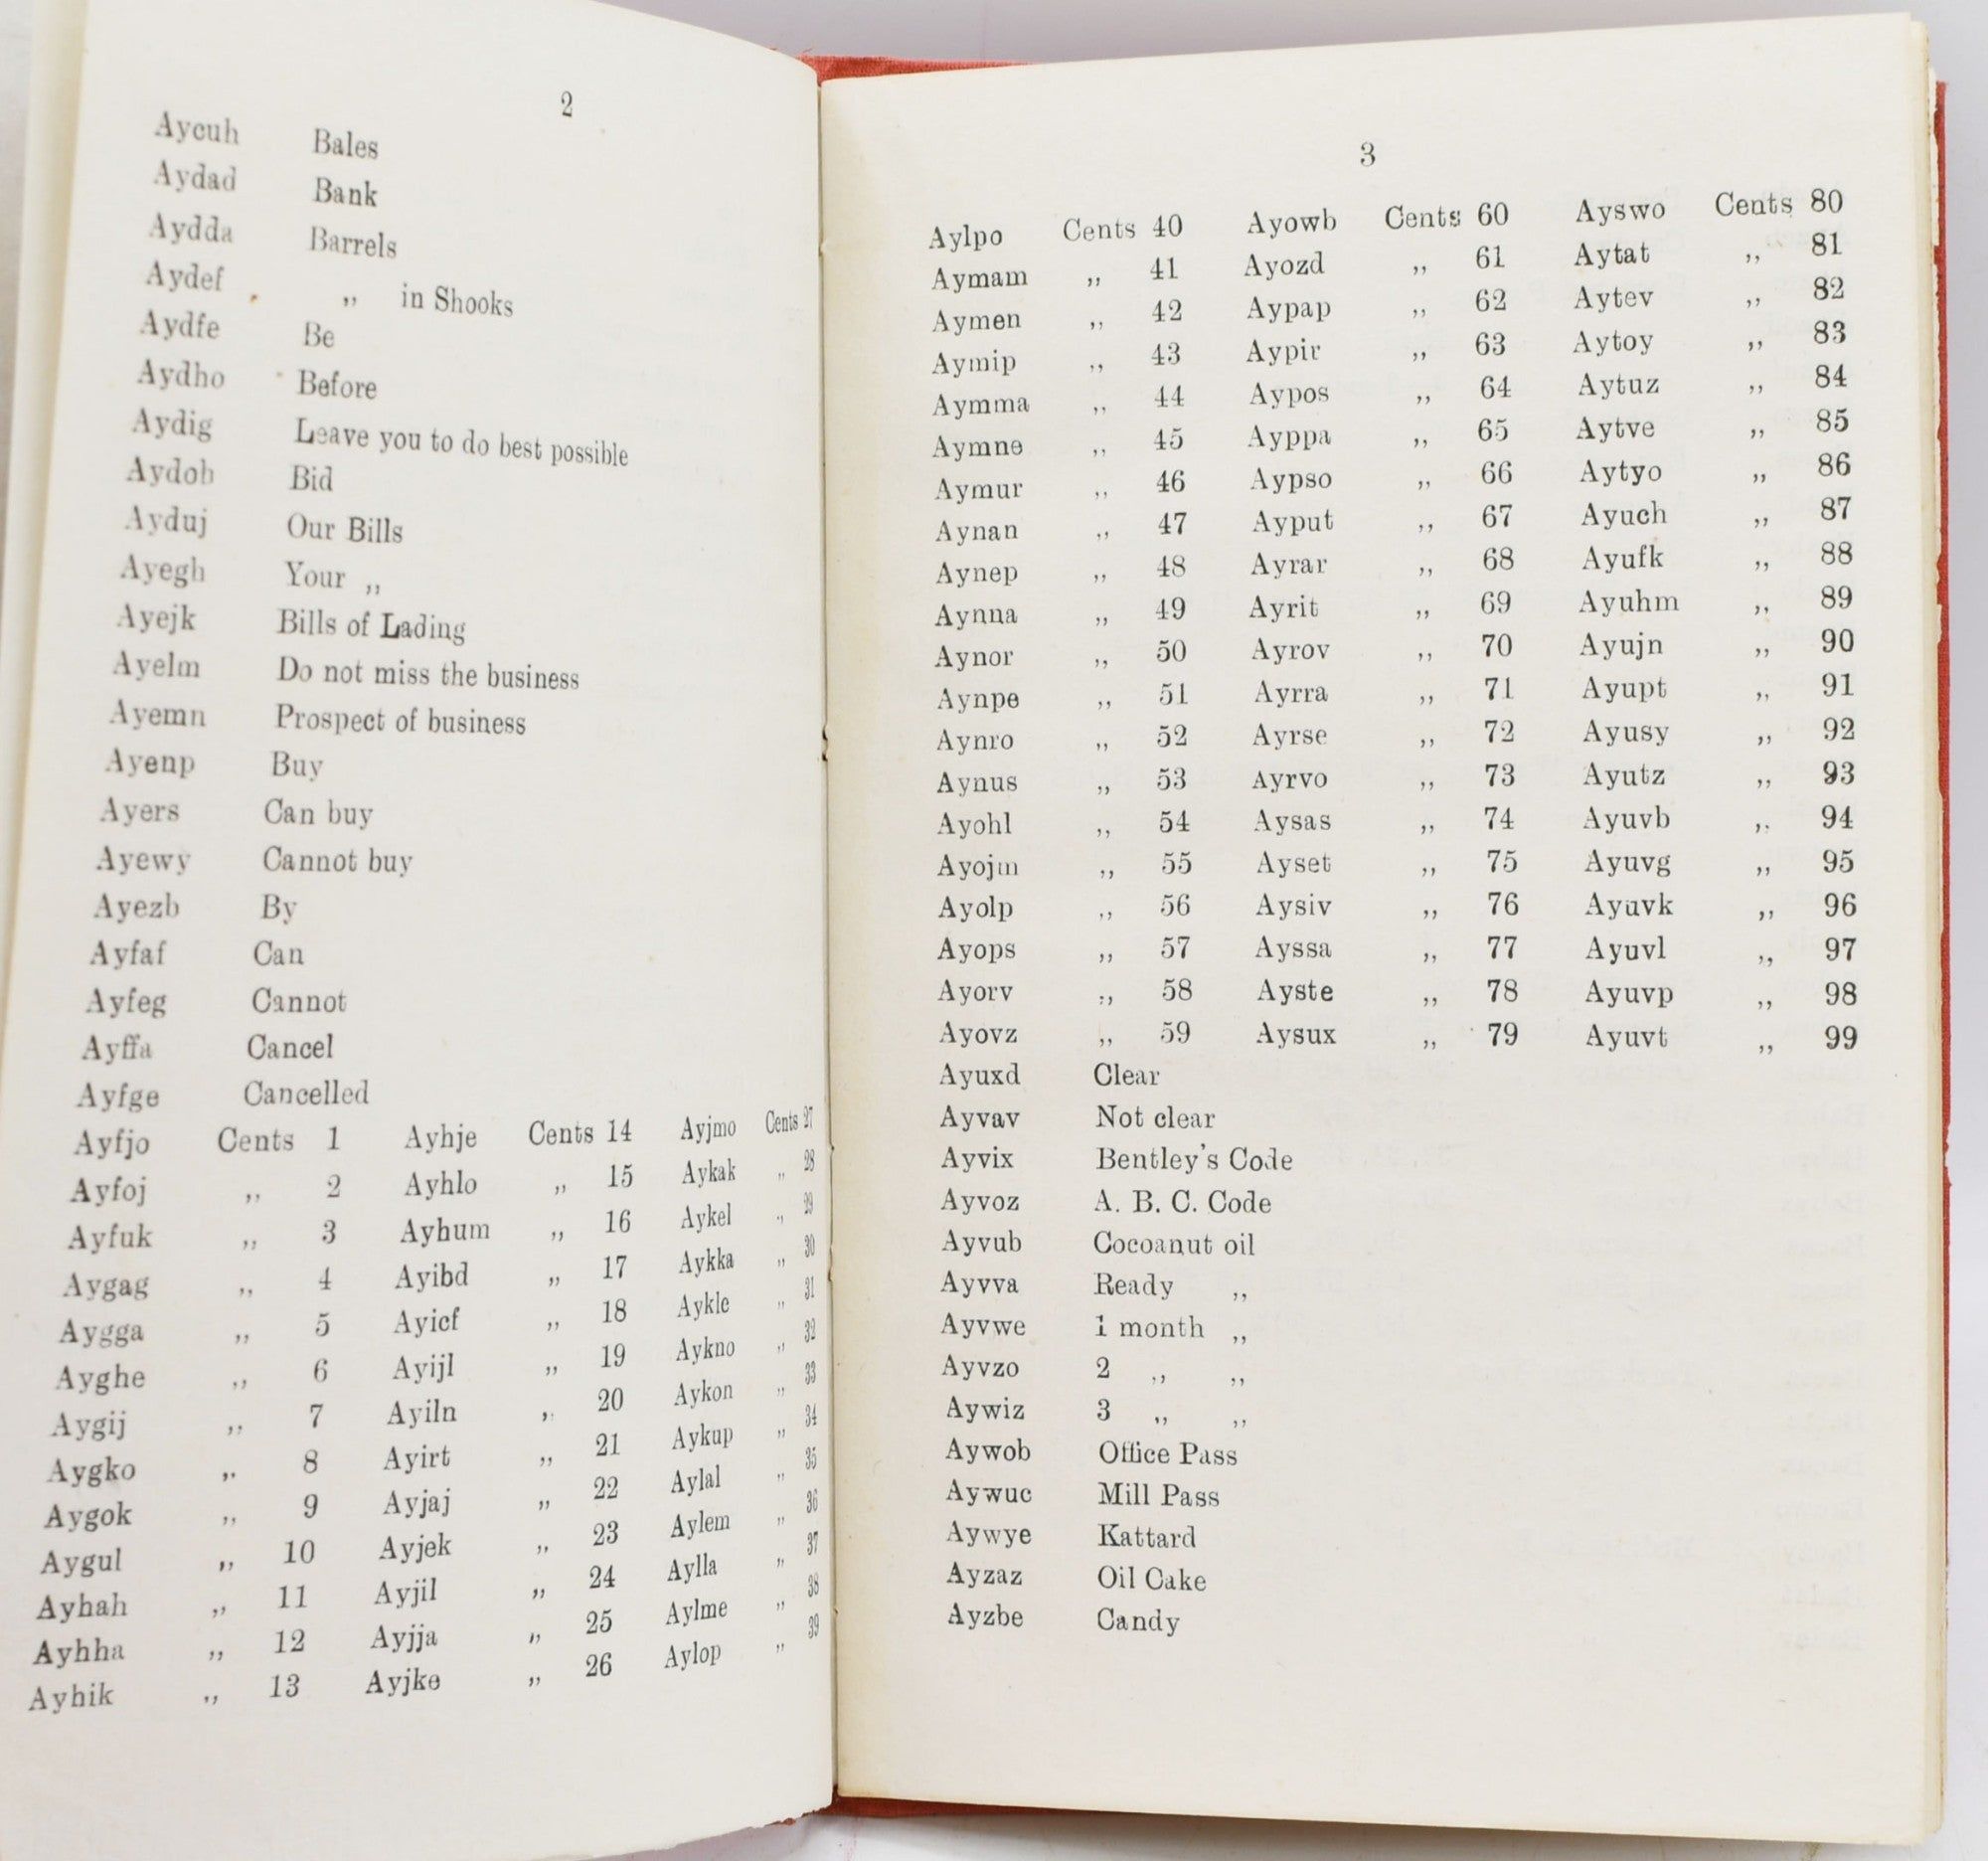 2
Aycuh Bales
Aydad Bank
Aydda Barrels
Aydef ,, in Shooks
Aydfe Be
Aydho Before
Aydig Leave you to do best possible
Aydob Bid
Ayduj Our Bills
Ayegh Your ,,
Ayejk Bills of Lading
Ayelm Do not miss the business
Ayemn Prospect of business
Ayenp Buy
Ayers Can buy
Ayewy Cannot buy
Ayezb By
Ayfaf Can
Ayfeg Cannot
Ayffa Cancel
Ayfge Cancelled
Ayfjo Cents 1 Ayhje Cents 14 Ayjmo Cents 27
Ayfoj ,, 2 Ayhlo ,, 15 Aykak ,, 28
Ayfuk ,, 3 Ayhum ,, 16 Aykel ,, 29
Aygag ,, 4 Ayibd ,, 17 Aykka ,, 30
Aygga ,, 5 Ayicf ,, 18 Aykle ,, 31
Ayghe ,, 6 Ayijl ,, 19 Aykno ,, 32
Aygij ,, 7 Ayiln ,, 20 Aykon ,, 33
Aygko ,, 8 Ayirt ,, 21 Aykup ,, 34
Aygok ,, 9 Ayjaj ,, 22 Aylal ,, 35
Aygul ,, 10 Ayjek ,, 23 Aylem ,, 36
Ayhah ,, 11 Ayjil ,, 24 Aylla ,, 37
Ayhha ,, 12 Ayjja ,, 25 Aylme ,, 38
Ayhik ,, 13 Ayjke ,, 26 Aylop ,, 39
3
Aylpo Cents 40 Ayowb Cents 60 Ayswo Cents 80
Aymam ,, 41 Ayozd ,, 61 Aytat ,, 81
Aymen ,, 42 Aypap ,, 62 Aytev ,, 82
Aymip ,, 43 Aypir ,, 63 Aytoy ,, 83
Aymma ,, 44 Aypos ,, 64 Aytuz ,, 84
Aymne ,, 45 Ayppa ,, 65 Aytve ,, 85
Aymur ,, 46 Aypso ,, 66 Aytyo ,, 86
Aynan ,, 47 Ayput ,, 67 Ayuch ,, 87
Aynep ,, 48 Ayrar ,, 68 Ayufk ,, 88
Aynna ,, 49 Ayrit ,, 69 Ayuhm ,, 89
Aynor ,, 50 Ayrov ,, 70 Ayujn ,, 90
Aynpe ,, 51 Ayrra ,, 71 Ayupt ,, 91
Aynro ,, 52 Ayrse ,, 72 Ayusy ,, 92
Aynus ,, 53 Ayrvo ,, 73 Ayutz ,, 93
Ayohl ,, 54 Aysas ,, 74 Ayuvb ,, 94
Ayojm ,, 55 Ayset ,, 75 Ayuvg ,, 95
Ayolp ,, 56 Aysiv ,, 76 Ayuvk ,, 96
Ayops ,, 57 Ayssa ,, 77 Ayuvl ,, 97
Ayorv ,, 58 Ayste ,, 78 Ayuvp ,, 98
Ayovz ,, 59 Aysux ,, 79 Ayuvt ,, 99
Ayuxd Clear
Ayvav Not clear
Ayvix Bentley's Code
Ayvoz A. B. C. Code
Ayvub Cocoanut oil
Ayvva Ready ,,
Ayvwe 1 month ,,
Ayvzo 2 ,, ,,
Aywiz 3 ,, ,,
Aywob Office Pass
Aywuc Mill Pass
Aywye Kattard
Ayzaz Oil Cake
Ayzbe Candy